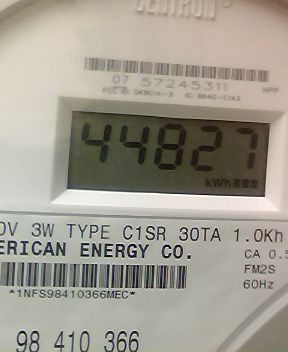 CENTRON
07 57245311
44827
kWh
3W TYPE C1SR 30TA 1.0Kh
ERICAN ENERGY CO.
CA 0.5
FM2S
*1NFS98410366MEC*
60Hz
98 410 366